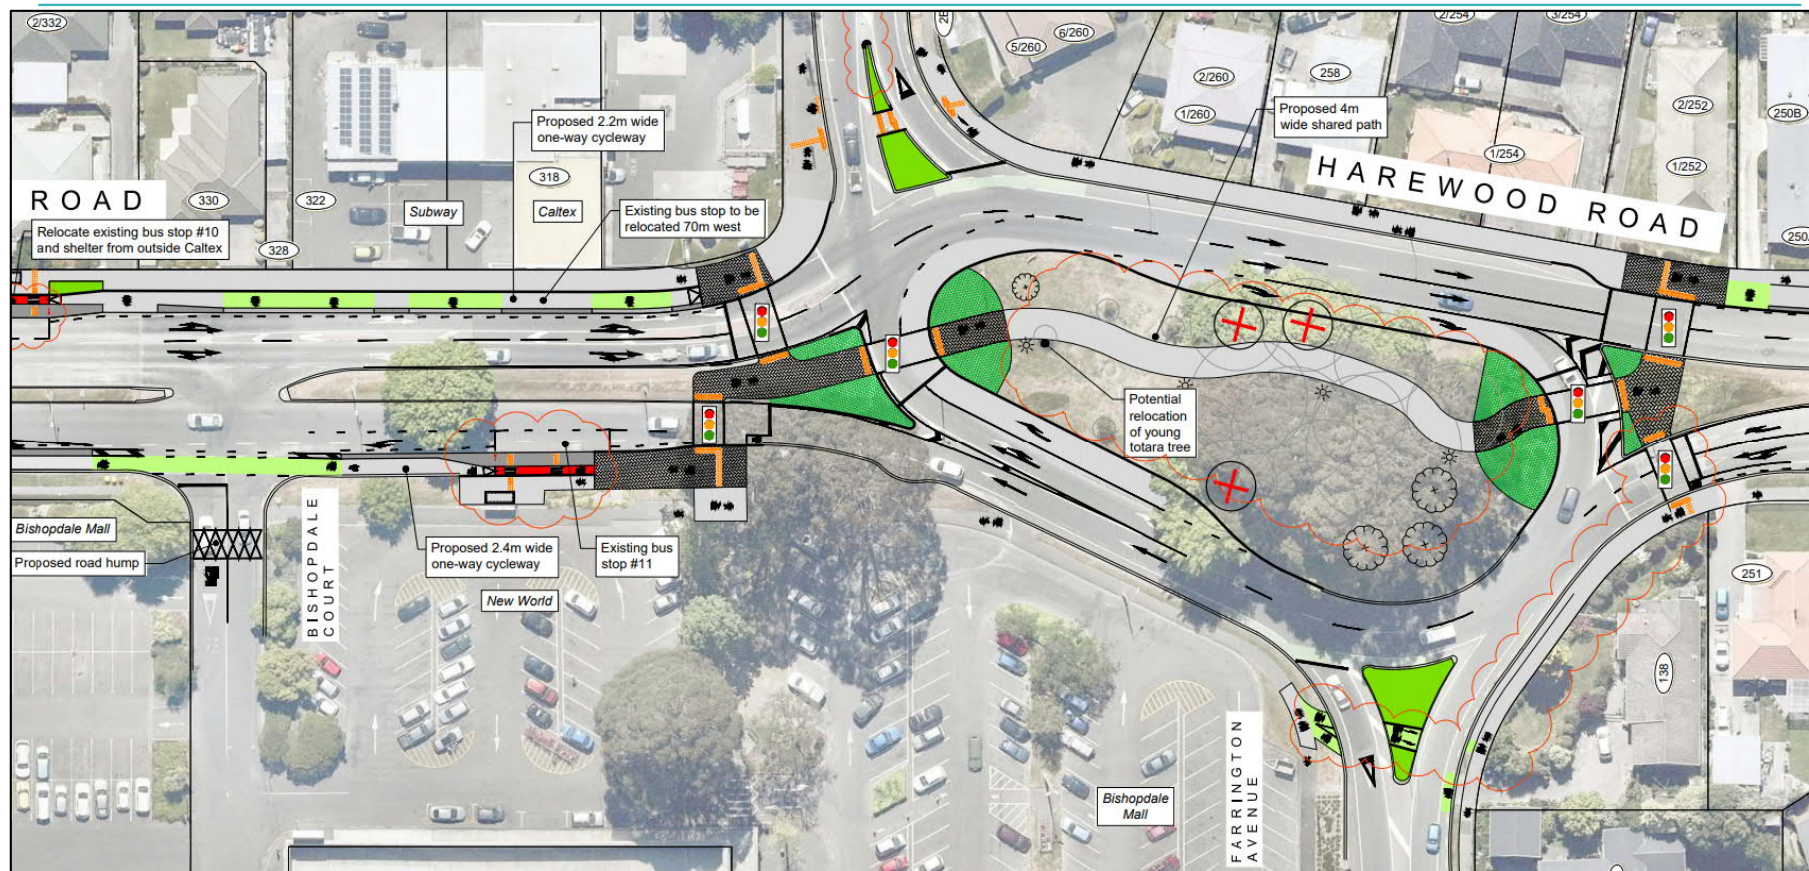 2/332
5/260
6/260
2/260
1/260
258
2/254
3/254
1/254
2/252
1/252
250B
Proposed 2.2m wide
one-way cycleway
Proposed 4m
wide shared path
HAREWOOD ROAD
ROAD
330
322
Subway
318
Caltex
Existing bus stop to be
relocated 70m west
Relocate existing bus stop #10
and shelter from outside Caltex
328
Potential
relocation
of young
totara tree
Bishopdale Mall
Proposed road hump
BISHOPDALE
COURT
Proposed 2.4m wide
one-way cycleway
Existing bus
stop #11
New World
251
138
FARRINGTON
AVENUE
Bishopdale
Mall